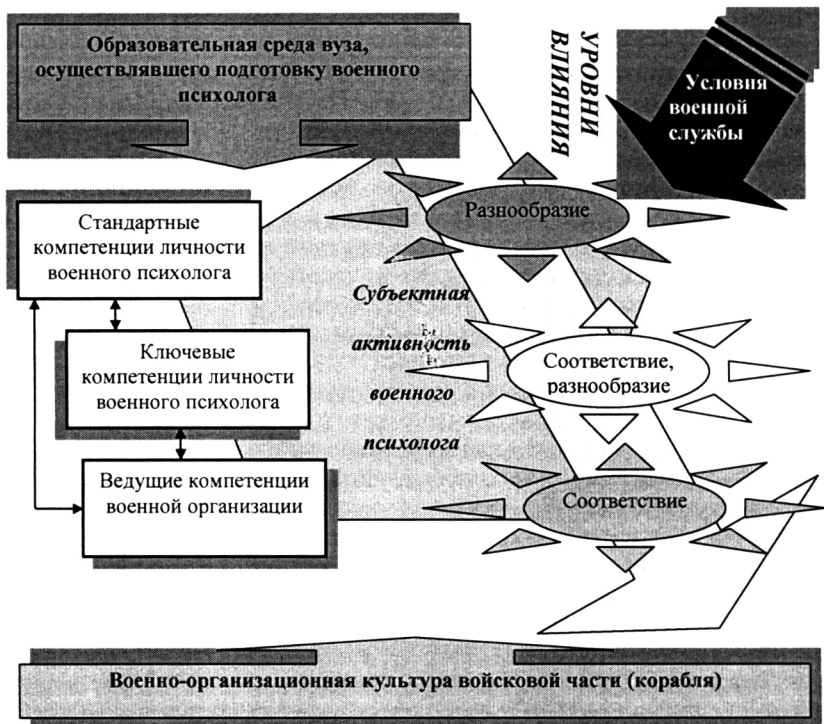 Образовательная среда вуза,
осуществлявшего подготовку военного
психолога
УРОВНИ
ВЛИЯНИЯ
Условия
военной
службы
Разнообразие
Стандартные
компетенции личности
военного психолога
Субъектная
активность
военного
психолога
Ключевые
компетенции личности
военного психолога
Соответствие,
разнообразие
Ведущие компетенции
военной организации
Соответствие
Военно-организационная культура войсковой части (корабля)